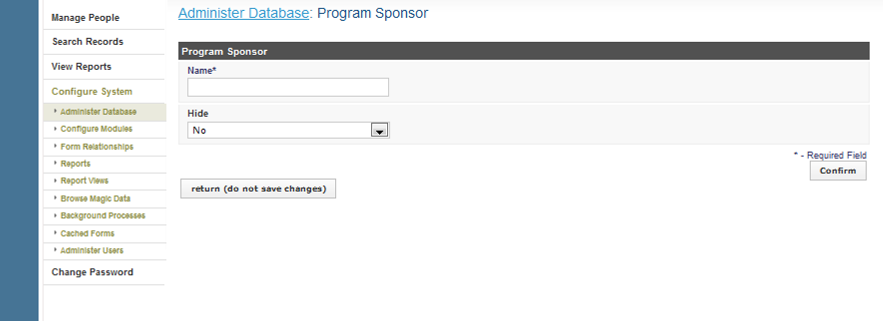 Manage People
Search Records
View Reports
Configure System
Administer Database
Configure Modules
Form Relationships
Reports
Report Views
Browse Magic Data
Background Processes
Cached Forms
Administer Users
Change Password
Administer Database: Program Sponsor
Program Sponsor
Name*
Hide
No
* - Required Field
Confirm
return (do not save changes)